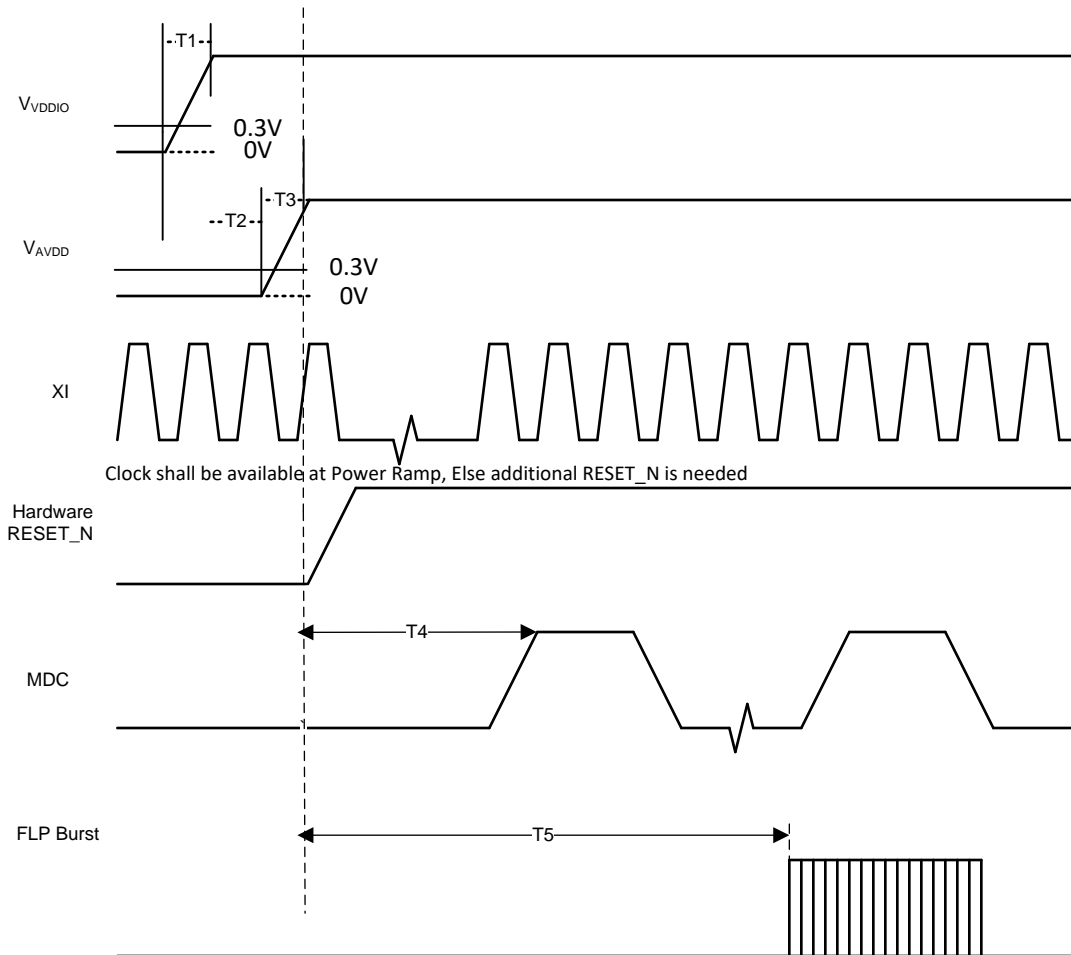 T1
VVDDIO
0.3V
0V
T3
T2
VAVDD
0.3V
0V
XI
Clock shall be available at Power Ramp, Else additional RESET_N is needed
Hardware
RESET_N
T4
MDC
FLP Burst
T5